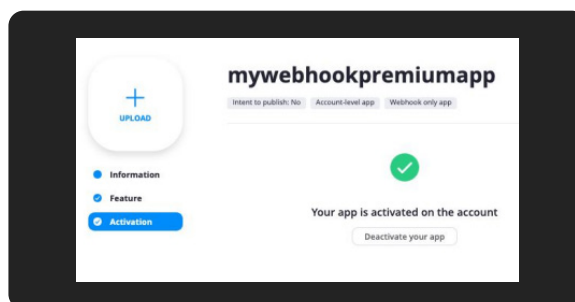 mywebhookpremiumapp
Intent to publish: No Account-level app Webhook only app
UPLOAD
Information
Feature
Activation
Your app is activated on the account
Deactivate your app